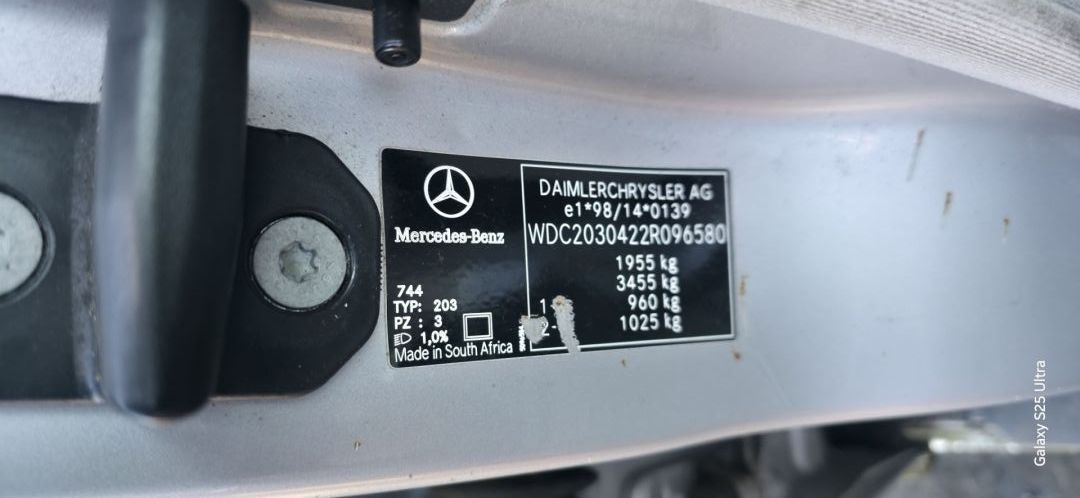 Mercedes-Benz
744
TYP: 203
PZ : 3
1,0%
Made in South Africa
DAIMLERCHRYSLER AG
e1*98/14*0139
WDC2030422R096580
1955 kg
3455 kg
1- 960 kg
2- 1025 kg
Galaxy S25 Ultra